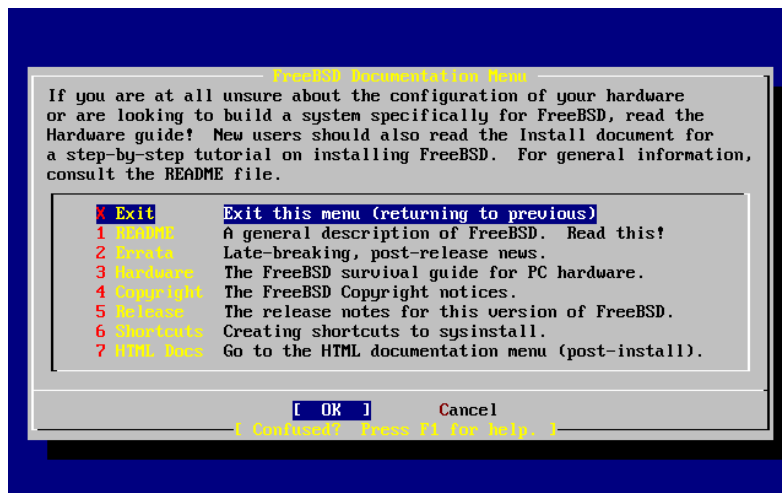 FreeBSD Documentation Menu
If you are at all unsure about the configuration of your hardware
or are looking to build a system specifically for FreeBSD, read the
Hardware guide!  New users should also read the Install document for
a step-by-step tutorial on installing FreeBSD.  For general information,
consult the README file.
X Exit      Exit this menu (returning to previous)
1 README    A general description of FreeBSD.  Read this!
2 Errata    Late-breaking, post-release news.
3 Hardware  The FreeBSD survival guide for PC hardware.
4 Copyright The FreeBSD Copyright notices.
5 Release   The release notes for this version of FreeBSD.
6 Shortcuts Creating shortcuts to sysinstall.
7 HTML Docs Go to the HTML documentation menu (post-install).
[  OK  ]       Cancel
[ Confused?  Press F1 for help. ]